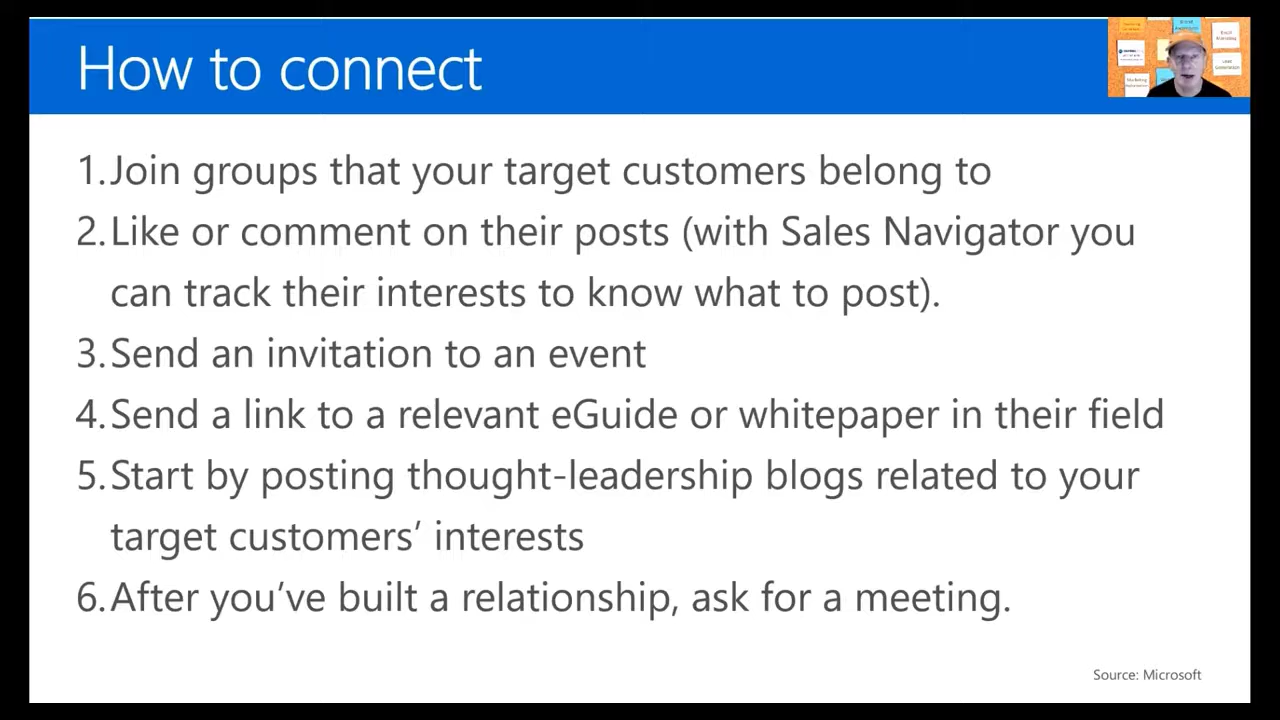 How to connect
1. Join groups that your target customers belong to
2. Like or comment on their posts (with Sales Navigator you
can track their interests to know what to post).
3. Send an invitation to an event
4. Send a link to a relevant eGuide or whitepaper in their field
5. Start by posting thought-leadership blogs related to your
target customers’ interests
6. After you’ve built a relationship, ask for a meeting.
Source: Microsoft